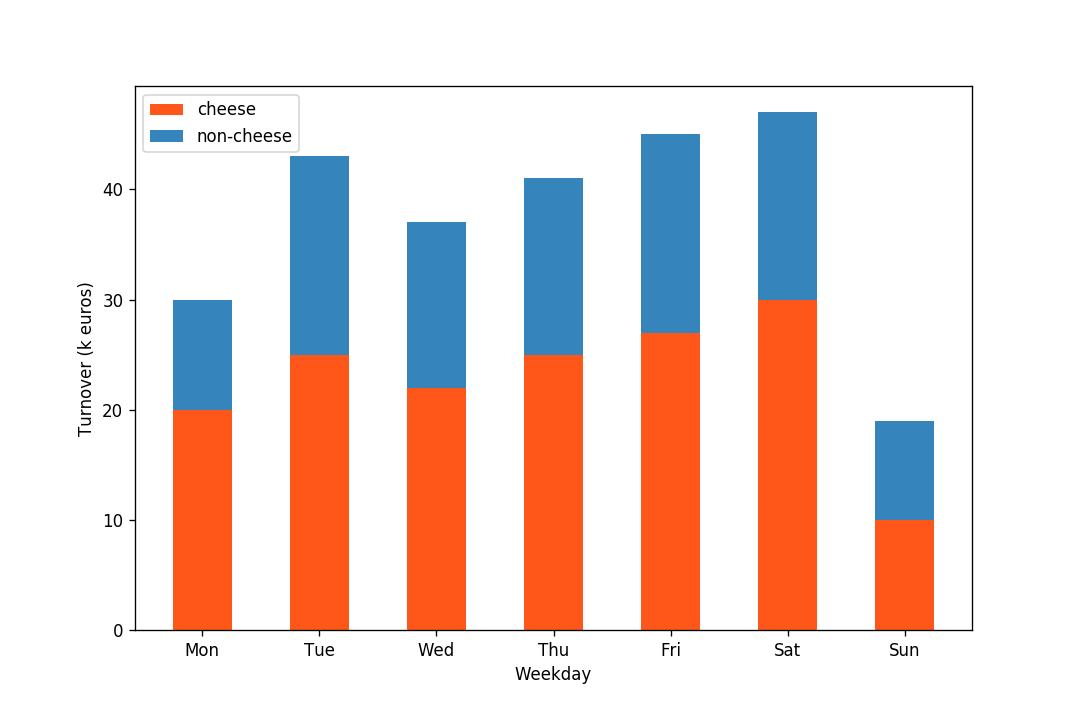 cheese
non-cheese
Turnover (k euros)
40
30
20
10
0
Mon Tue Wed Thu Fri Sat Sun
Weekday